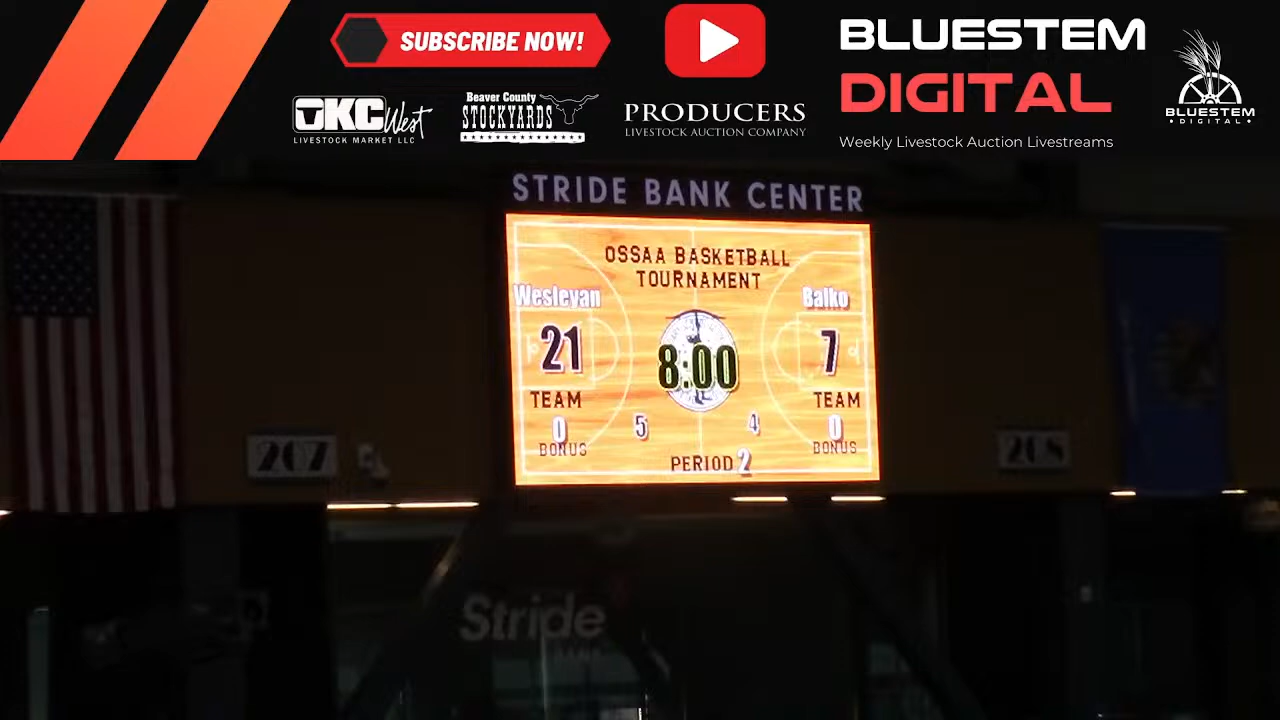 SUBSCRIBE NOW!
OKC West
LIVESTOCK MARKET LLC
Beaver County
STOCKYARDS
PRODUCERS
LIVESTOCK AUCTION COMPANY
BLUESTEM
DIGITAL
Weekly Livestock Auction Livestreams
BLUESTEM
DIGITAL
STRIDE BANK CENTER
OSSAA BASKETBALL
TOURNAMENT
Wesleyan
Balko
21
8:00
7
TEAM
TEAM
0
5
4
0
BONUS
BONUS
PERIOD 2
207
208
Stride